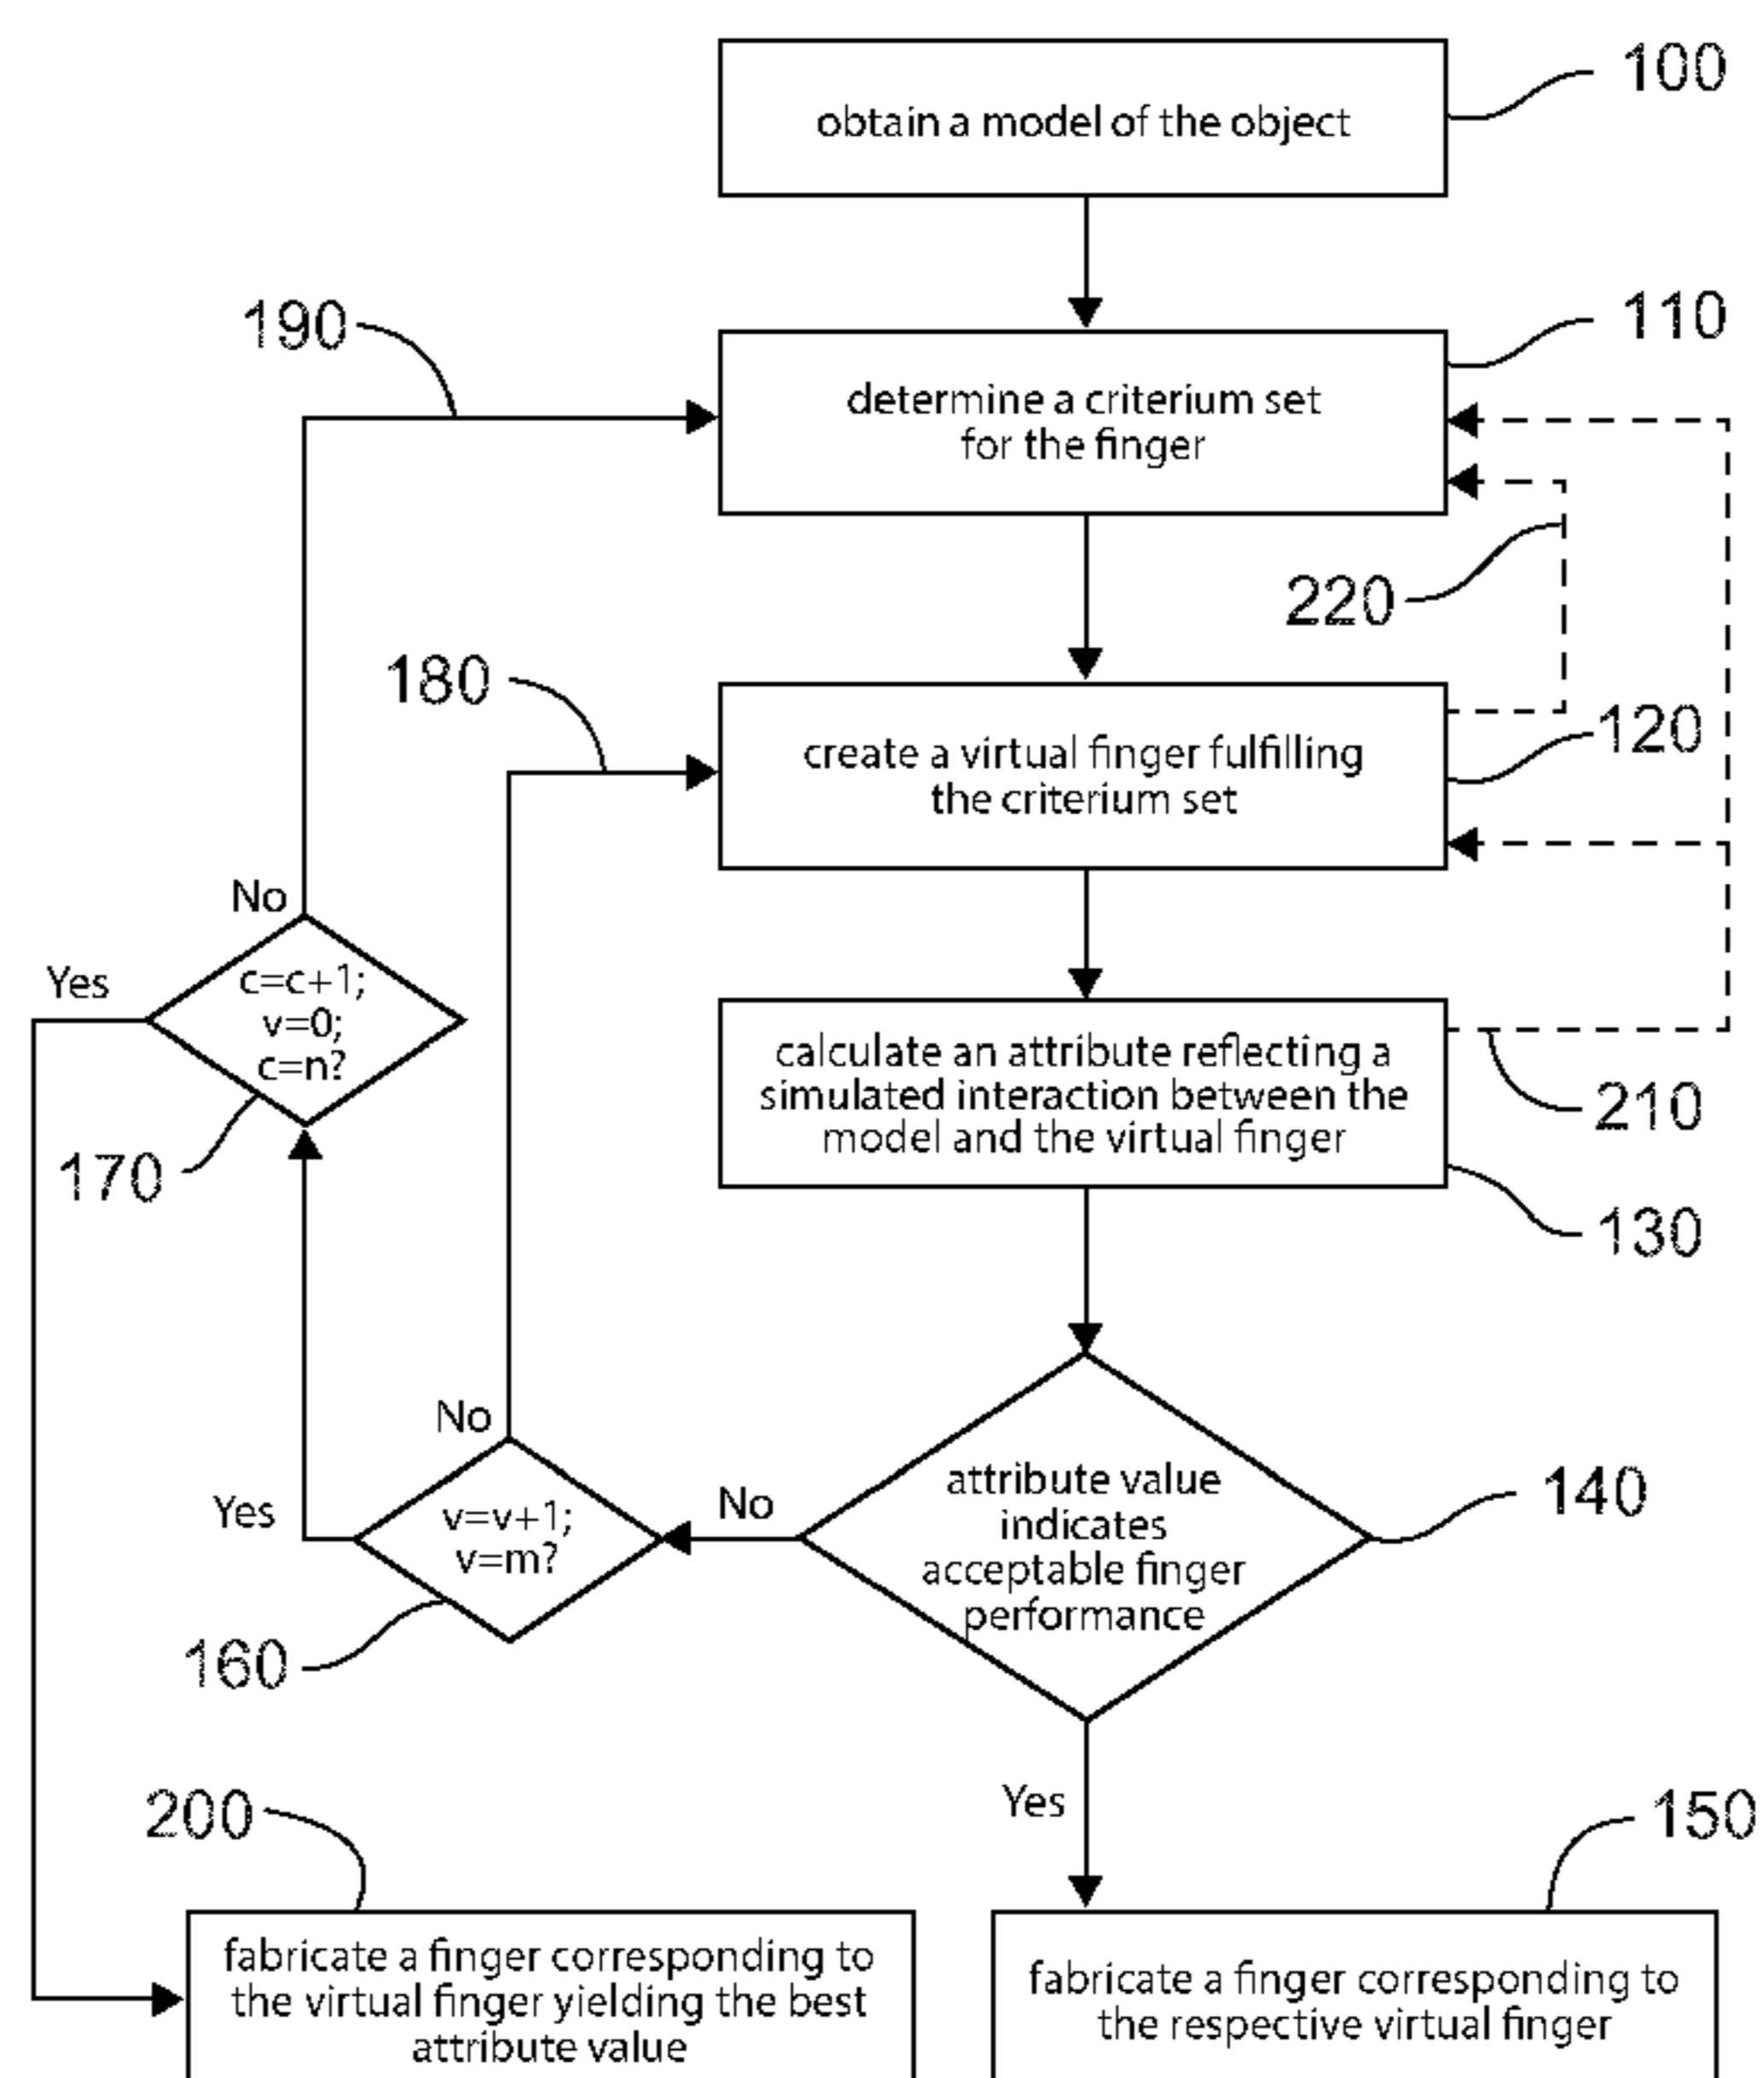 100
obtain a model of the object
190
110
determine a criterium set
for the finger
220
180
120
create a virtual finger fulfilling
the criterium set
No
Yes
c=c+1;
v=0;
c=n?
calculate an attribute reflecting a
simulated interaction between the
model and the virtual finger
210
170
130
No
Yes
v=v+1;
v=m?
No
attribute value
indicates
acceptable finger
performance
140
160
200
Yes
150
fabricate a finger corresponding to
the virtual finger yielding the best
attribute value
fabricate a finger corresponding to
the respective virtual finger